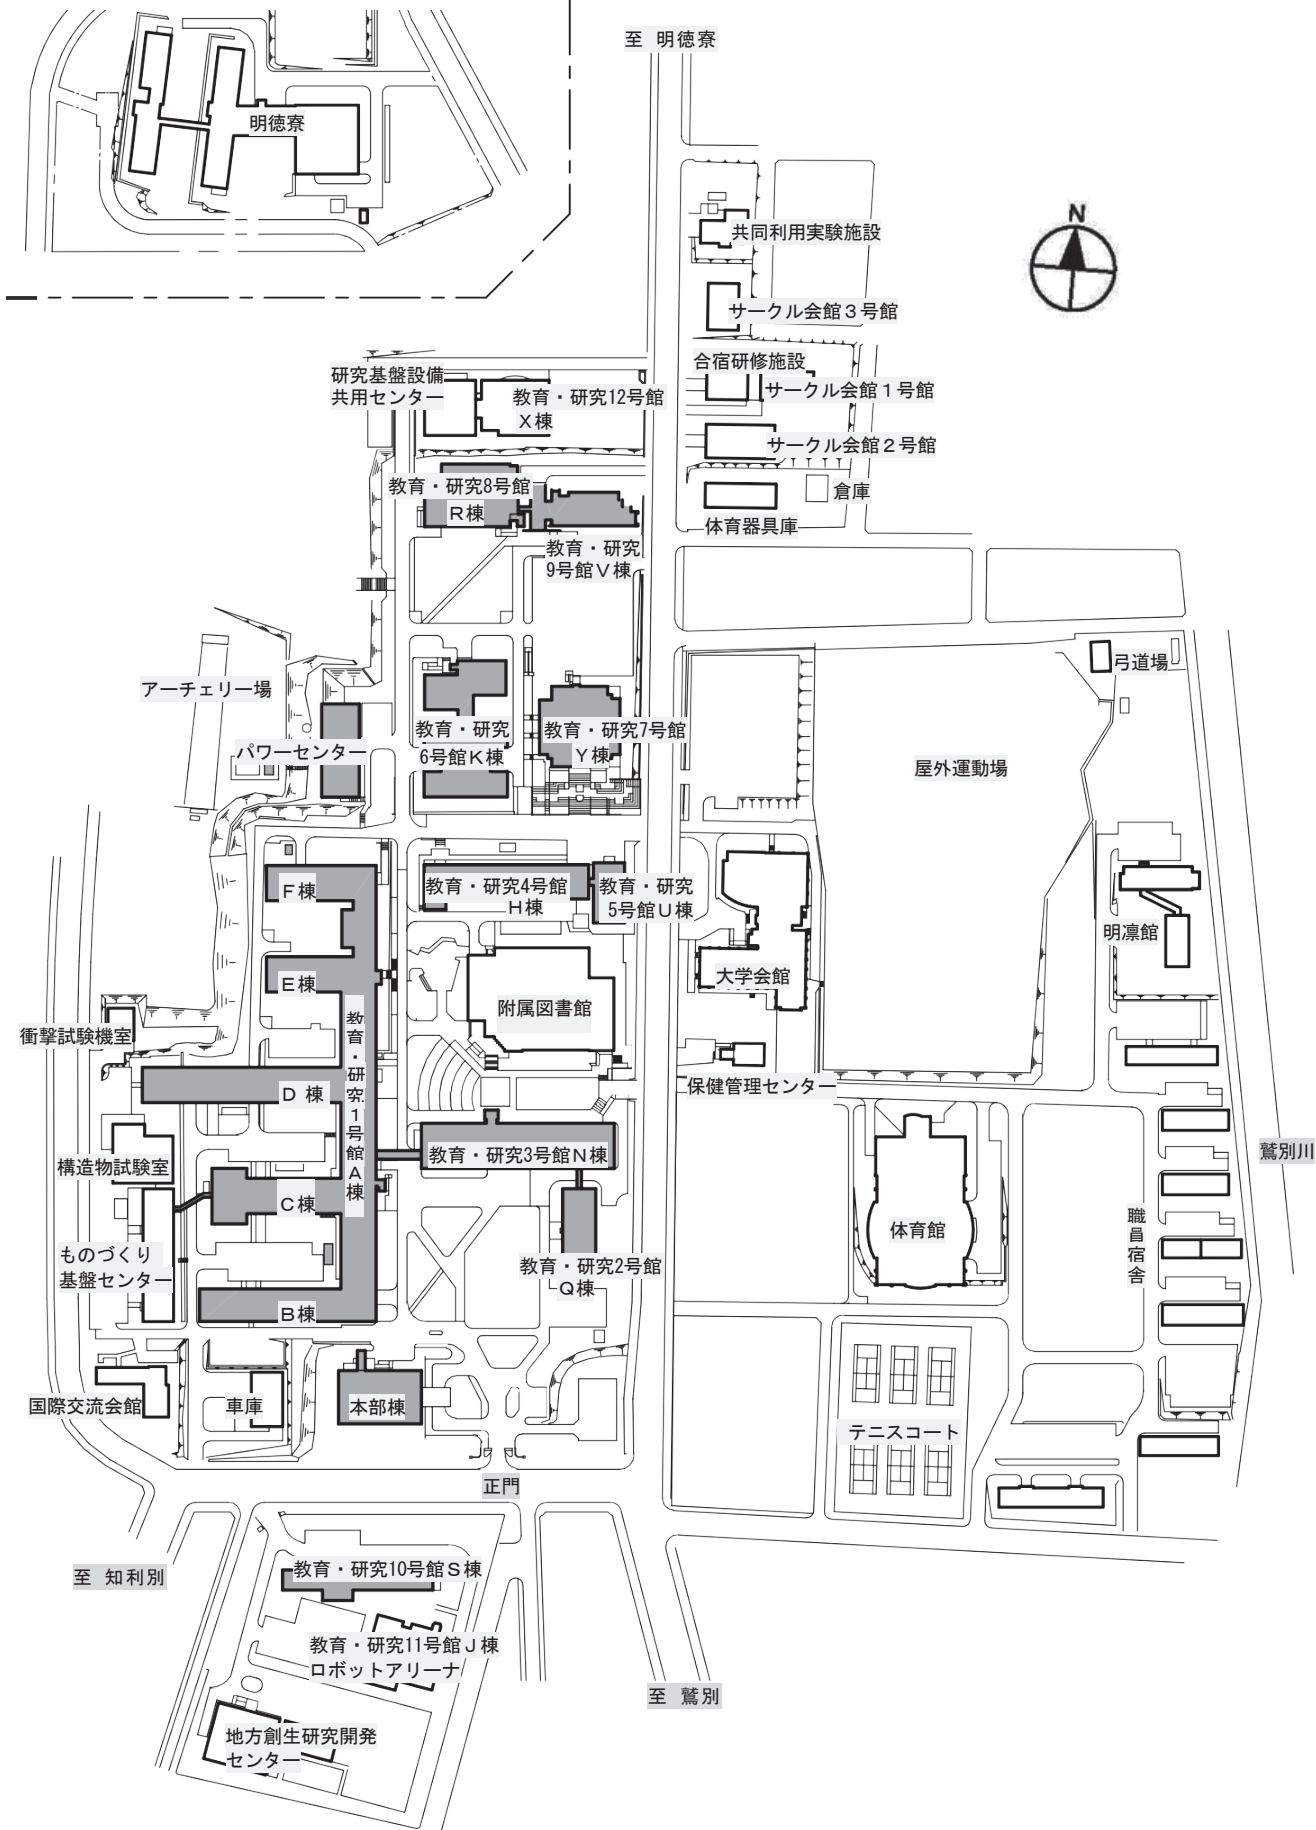 至 明徳寮
明徳寮
N
共同利用実験施設
サークル会館３号館
合宿研修施設
サークル会館１号館
研究基盤設備
共用センター
教育・研究12号館
Ｘ棟
サークル会館２号館
教育・研究8号館
Ｒ棟
倉庫
体育器具庫
教育・研究
9号館Ｖ棟
弓道場
アーチェリー場
パワーセンター
教育・研究
6号館Ｋ棟
教育・研究7号館
Ｙ棟
屋外運動場
Ｆ棟
教育・研究4号館
Ｈ棟
教育・研究
5号館Ｕ棟
明凛館
Ｅ棟
大学会館
附属図書館
衝撃試験機室
教育・研究１号館Ａ棟
Ｄ棟
保健管理センター
構造物試験室
教育・研究3号館Ｎ棟
鷲別川
Ｃ棟
職員宿舎
体育館
ものづくり
基盤センター
教育・研究2号館
Ｑ棟
Ｂ棟
国際交流会館
車庫
本部棟
テニスコート
正門
至 知利別
教育・研究10号館Ｓ棟
教育・研究11号館Ｊ棟
ロボットアリーナ
至 鷲別
地方創生研究開発
センター